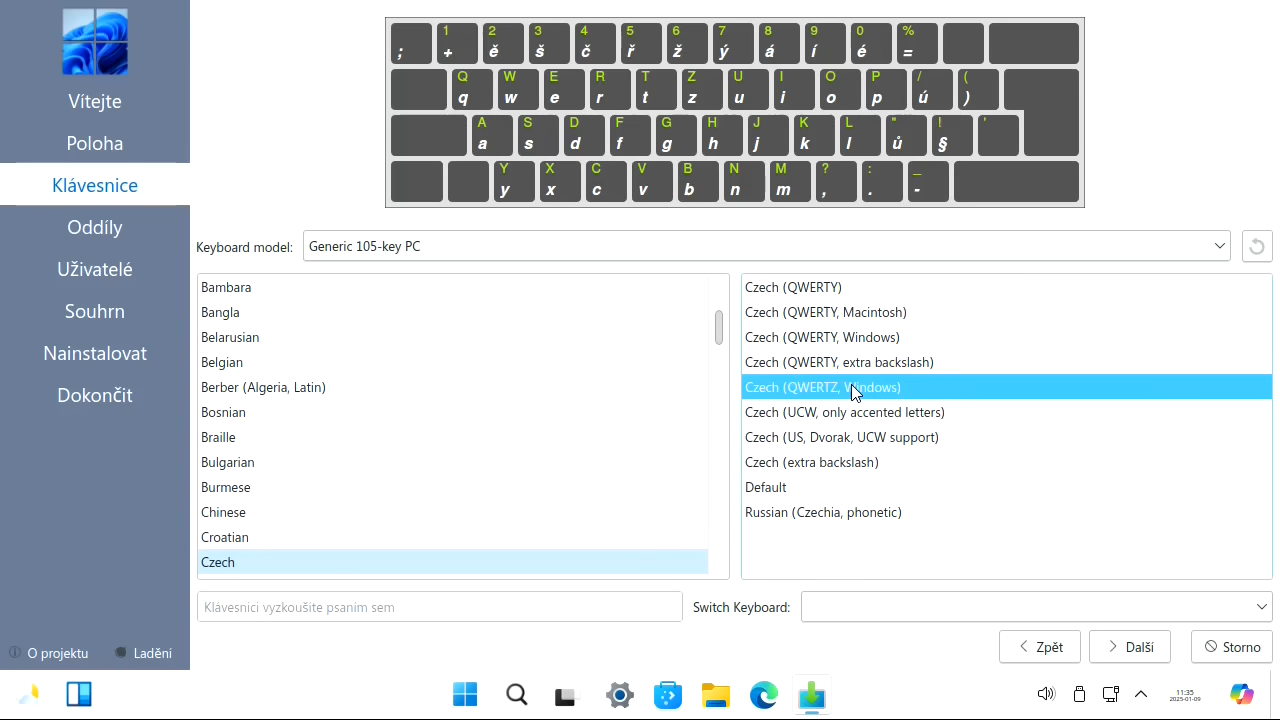 1 2 3 4 5 6 7 8 9 0 %
; + ě š č ř ž ý á í é =
Q W E R T Z U I O P / (
q w e r t z u i o p ú )
A S D F G H J K L " ! '
a s d f g h j k l ů §
Y X C V B N M ? : _
y x c v b n m , . -
Vítejte
Poloha
Klávesnice
Oddíly
Uživatelé
Souhrn
Nainstalovat
Dokončit
O projektu
Ladění
Keyboard model: Generic 105-key PC
Bambara
Bangla
Belarusian
Belgian
Berber (Algeria, Latin)
Bosnian
Braille
Bulgarian
Burmese
Chinese
Croatian
Czech
Czech (QWERTY)
Czech (QWERTY, Macintosh)
Czech (QWERTY, Windows)
Czech (QWERTY, extra backslash)
Czech (QWERTZ, Windows)
Czech (UCW, only accented letters)
Czech (US, Dvorak, UCW support)
Czech (extra backslash)
Default
Russian (Czechia, phonetic)
Klávesnici vyzkoušíte psaním sem
Switch Keyboard:
Zpět
Další
Storno
11:35
2025-01-09